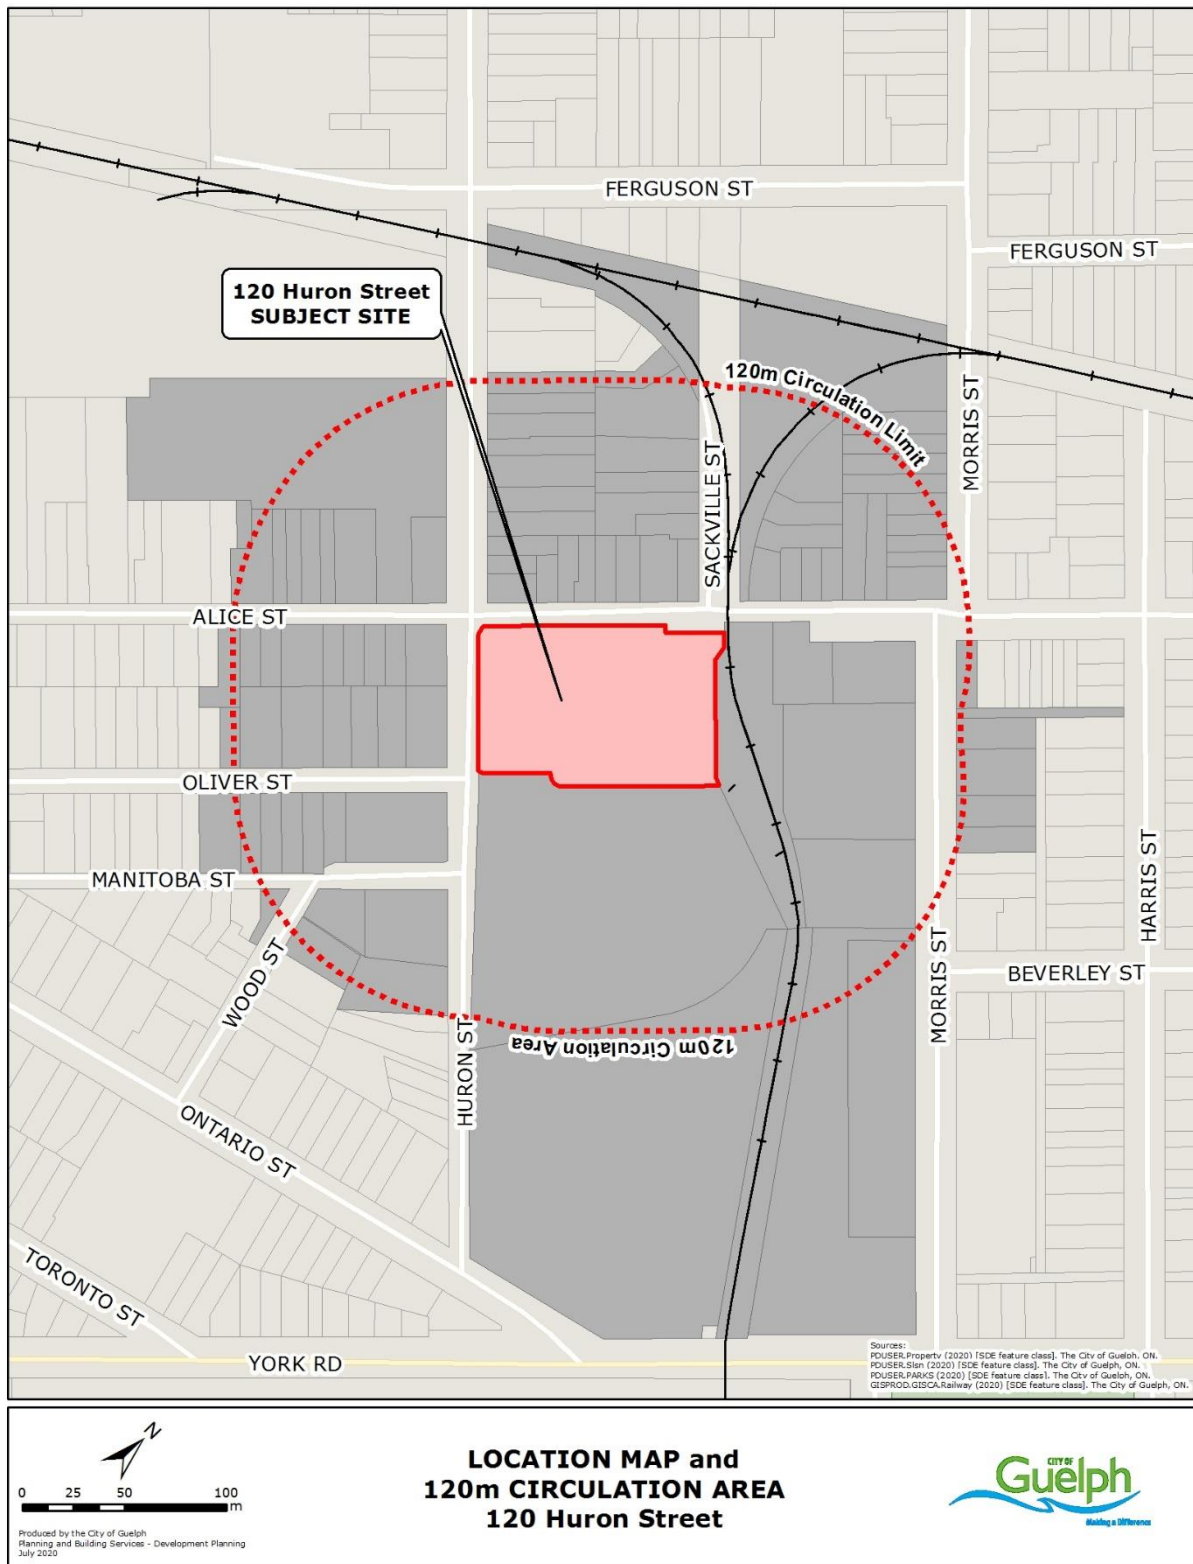 FERGUSON ST
FERGUSON ST
120 Huron Street
SUBJECT SITE
120m Circulation Limit
MORRIS ST
SACKVILLE ST
ALICE ST
OLIVER ST
MANITOBA ST
WOOD ST
HURON ST
120m Circulation Area
HARRIS ST
BEVERLEY ST
MORRIS ST
ONTARIO ST
TORONTO ST
YORK RD
Sources:
PDUSER.Property (2020) [SDE feature class]. The City of Guelph, ON.
PDUSER.Slsn (2020) [SDE feature class]. The City of Guelph, ON.
PDUSER.PARKS (2020) [SDE feature class]. The City of Guelph, ON.
GISPROD.GISCA.Railway (2020) [SDE feature class]. The City of Guelph, ON.
N
0 25 50 100
m
Produced by the City of Guelph
Planning and Building Services - Development Planning
July 2020
LOCATION MAP and
120m CIRCULATION AREA
120 Huron Street
CITY OF
Guelph
Making a Difference